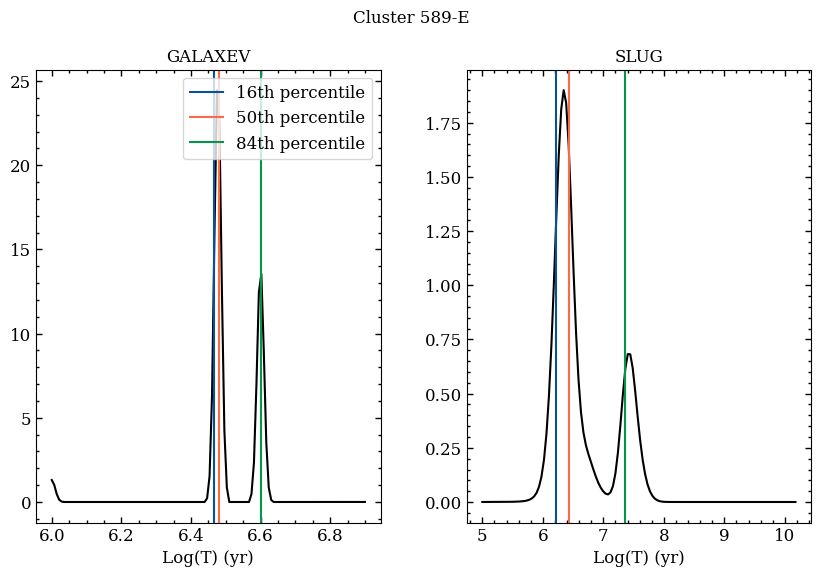 Cluster 589-E
GALAXEV
SLUG
16th percentile
50th percentile
84th percentile
25
20
15
10
5
0
6.0 6.2 6.4 6.6 6.8
Log(T) (yr)
1.75
1.50
1.25
1.00
0.75
0.50
0.25
0.00
5 6 7 8 9 10
Log(T) (yr)